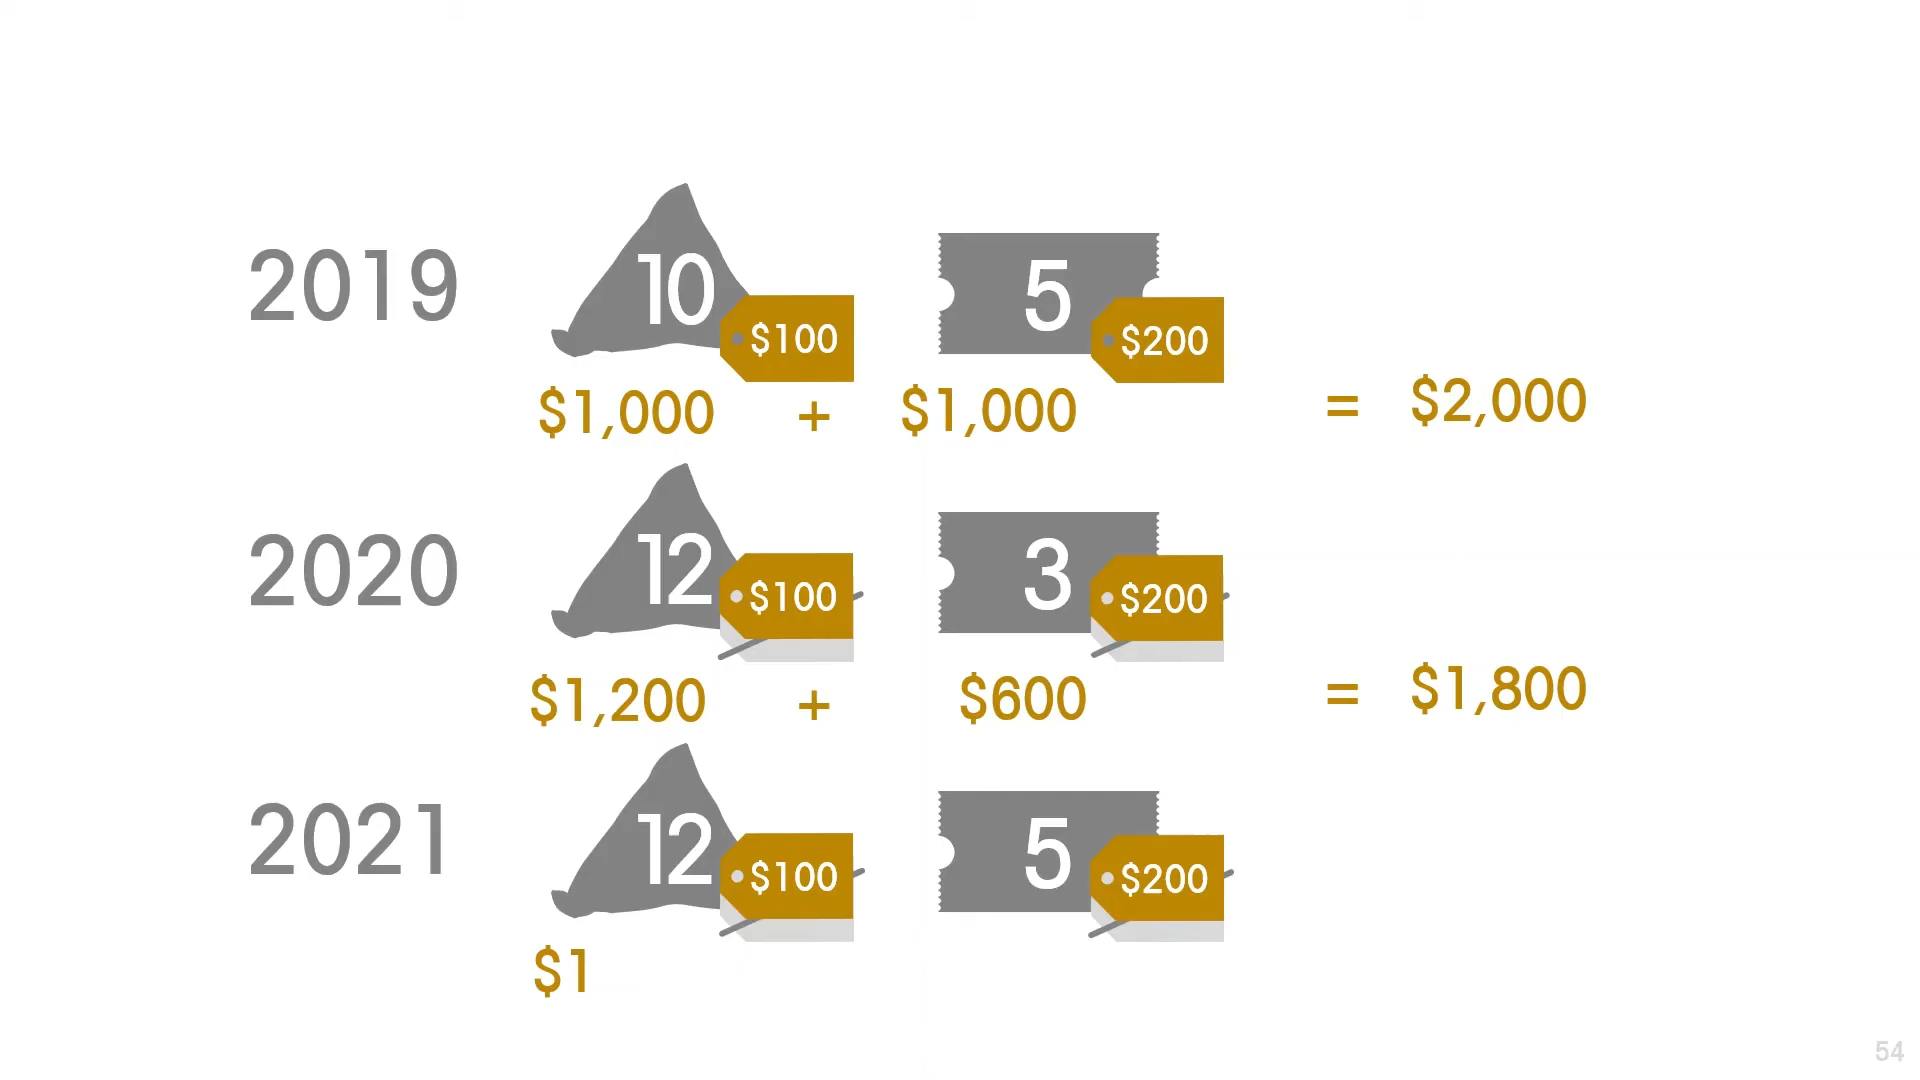 2019 10 $100 5 $200
$1,000 + $1,000 = $2,000
2020 12 $100 3 $200
$1,200 + $600 = $1,800
2021 12 $100 5 $200
$1
54